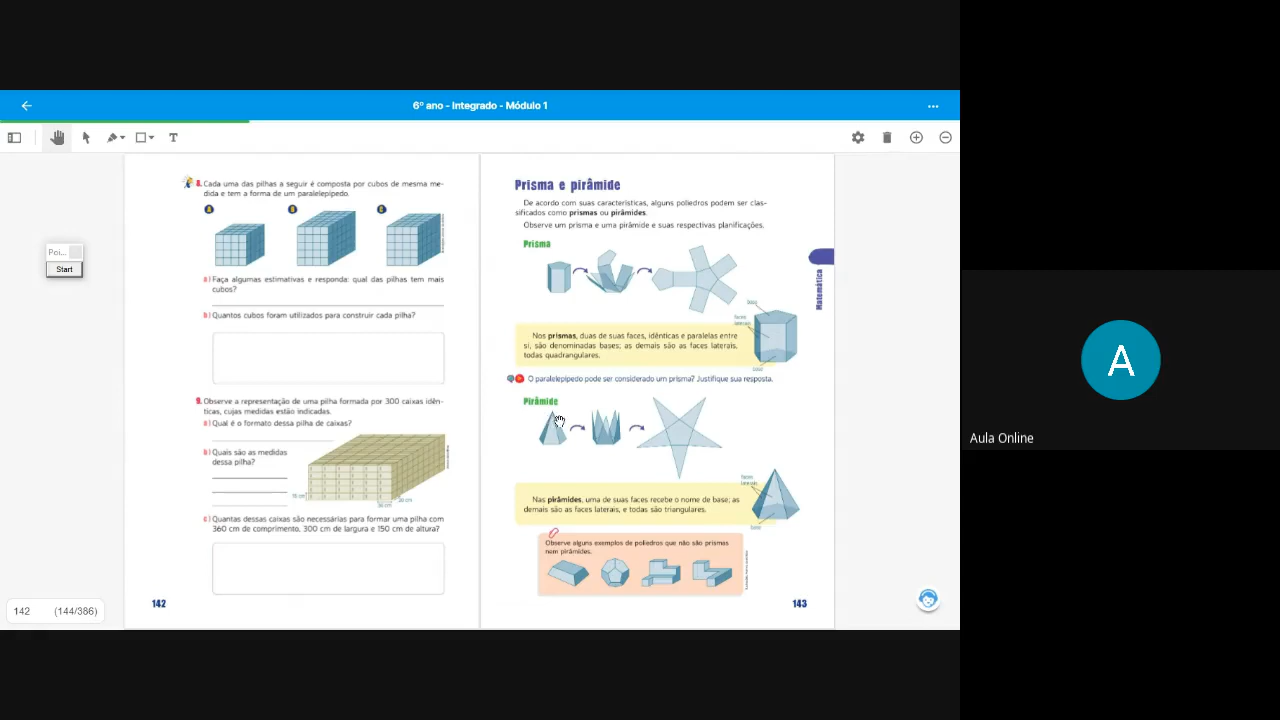 6º ano - Integrado - Módulo 1
T
Poi...
Start
8. Cada uma das pilhas a seguir é composta por cubos de mesma me-
dida e tem a forma de um paralelepípedo.
A
B
C
a) Faça algumas estimativas e responda: qual das pilhas tem mais
cubos?
b) Quantos cubos foram utilizados para construir cada pilha?
9. Observe a representação de uma pilha formada por 300 caixas idên-
ticas, cujas medidas estão indicadas.
a) Qual é o formato dessa pilha de caixas?
b) Quais são as medidas
dessa pilha?
c) Quantas dessas caixas são necessárias para formar uma pilha com
360 cm de comprimento, 300 cm de largura e 150 cm de altura?
142
Prisma e pirâmide
De acordo com suas características, alguns poliedros podem ser clas-
sificados como prismas ou pirâmides.
Observe um prisma e uma pirâmide e suas respectivas planificações.
Prisma
base
faces
laterais
base
Nos prismas, duas de suas faces, idênticas e paralelas entre
si, são denominadas bases; as demais são as faces laterais,
todas quadrangulares.
O paralelepípedo pode ser considerado um prisma? Justifique sua resposta.
Pirâmide
faces
laterais
base
Nas pirâmides, uma de suas faces recebe o nome de base; as
demais são as faces laterais, e todas são triangulares.
Observe alguns exemplos de poliedros que não são prismas
nem pirâmides.
143
Matemática
142 (144/386)
A
Aula Online